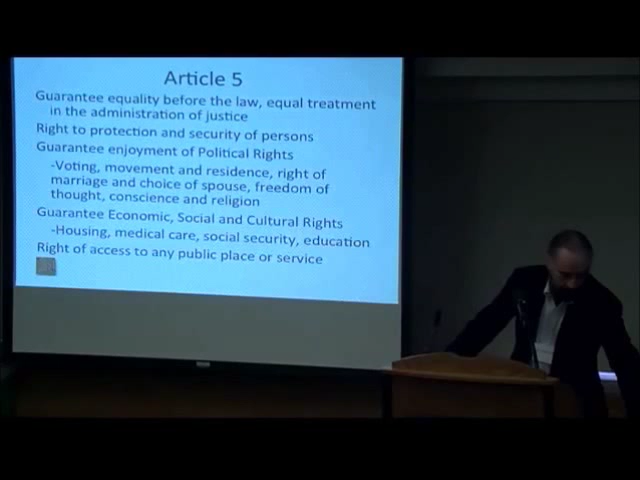 Article 5
Guarantee equality before the law, equal treatment
in the administration of justice
Right to protection and security of persons
Guarantee enjoyment of Political Rights
-Voting, movement and residence, right of
marriage and choice of spouse, freedom of
thought, conscience and religion
Guarantee Economic, Social and Cultural Rights
-Housing, medical care, social security, education
Right of access to any public place or service